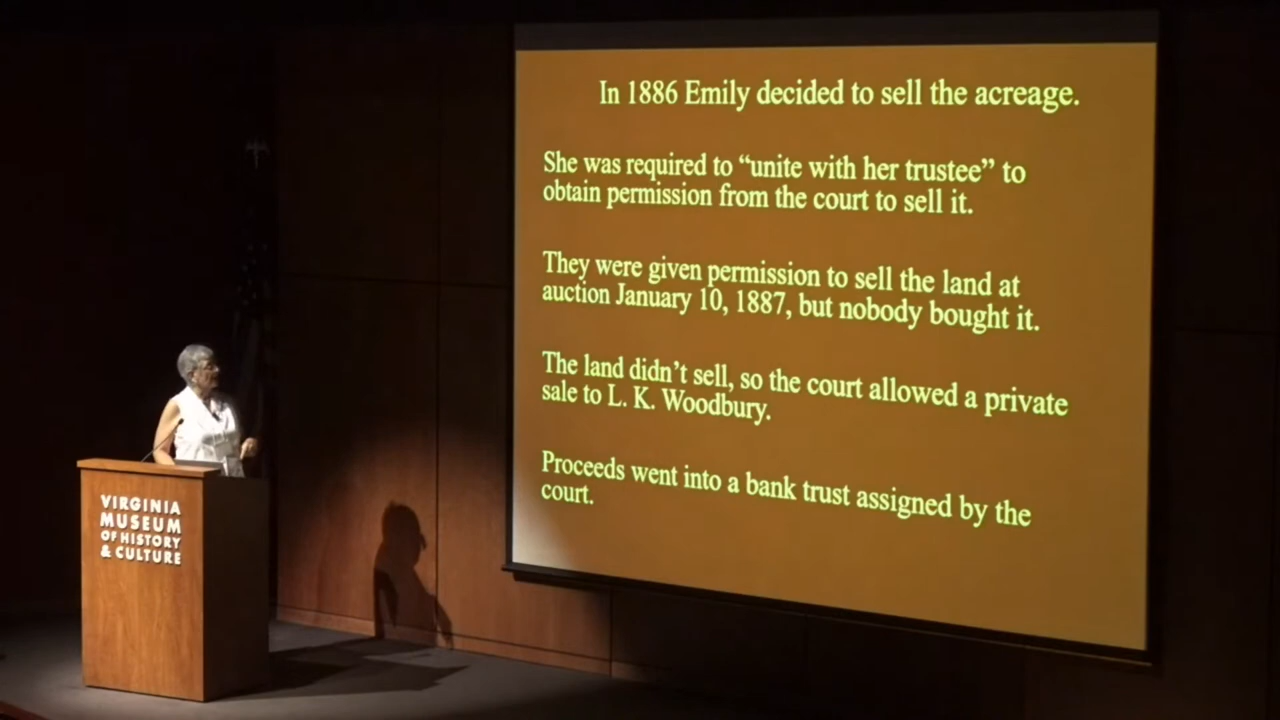 In 1886 Emily decided to sell the acreage.
She was required to “unite with her trustee” to
obtain permission from the court to sell it.
They were given permission to sell the land at
auction January 10, 1887, but nobody bought it.
The land didn’t sell, so the court allowed a private
sale to L. K. Woodbury.
Proceeds went into a bank trust assigned by the
court.
VIRGINIA
MUSEUM
OF HISTORY
& CULTURE